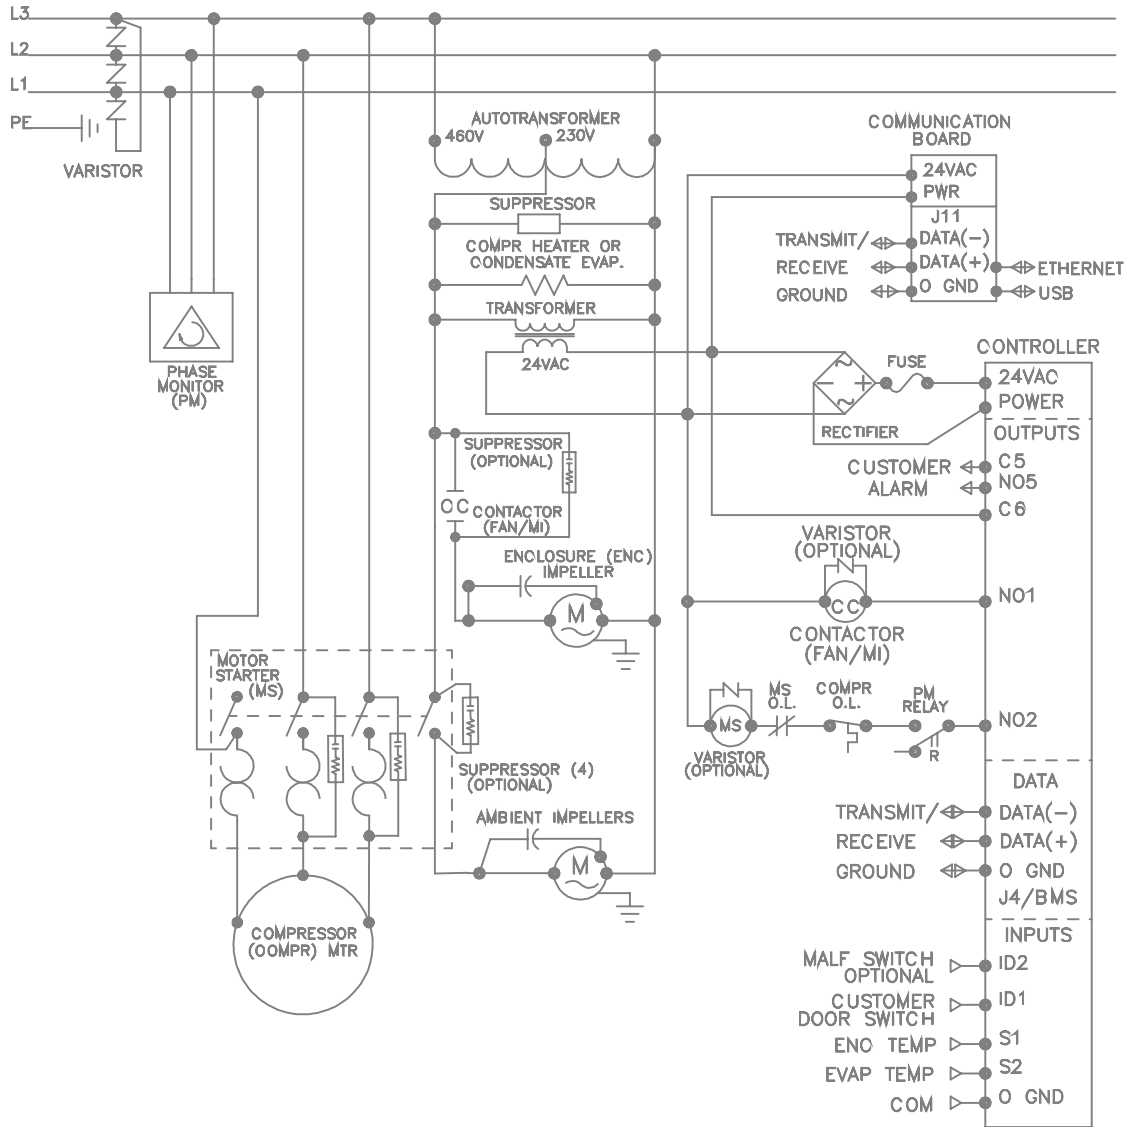 L3
L2
L1
PE
VARISTOR
AUTOTRANSFORMER
460V
230V
SUPPRESSOR
COMPR HEATER OR
CONDENSATE EVAP.
TRANSFORMER
24VAC
PHASE
MONITOR
(PM)
COMMUNICATION
BOARD
24VAC
PWR
J11
TRANSMIT/
DATA(-)
RECEIVE
DATA(+)
ETHERNET
GROUND
O GND
USB
CONTROLLER
FUSE
24VAC
POWER
~
- +
~
RECTIFIER
OUTPUTS
CUSTOMER
ALARM
C5
NO5
C6
SUPPRESSOR
(OPTIONAL)
OC
CONTACTOR
(FAN/MI)
ENCLOSURE (ENC)
IMPELLER
M
VARISTOR
(OPTIONAL)
CC
NO1
CONTACTOR
(FAN/MI)
MOTOR
STARTER
(MS)
SUPPRESSOR (4)
(OPTIONAL)
MS
MS
O.L.
COMPR
O.L.
PM
RELAY
R
NO2
VARISTOR
(OPTIONAL)
AMBIENT IMPELLERS
M
COMPRESSOR
(OOMPR) MTR
DATA
TRANSMIT/
DATA(-)
RECEIVE
DATA(+)
GROUND
O GND
J4/BMS
INPUTS
MALF SWITCH
OPTIONAL
ID2
CUSTOMER
DOOR SWITCH
ID1
ENO TEMP
S1
EVAP TEMP
S2
COM
O GND